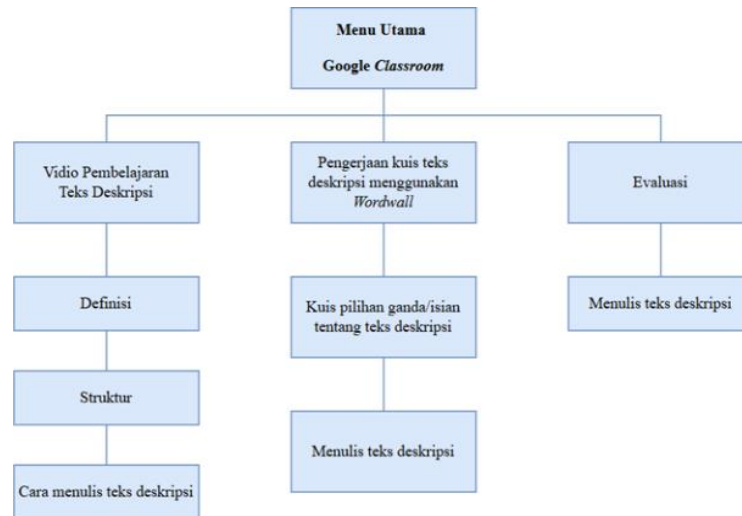 Menu Utama
Google Classroom
Vidio Pembelajaran
Teks Deskripsi
Pengerjaan kuis teks
deskripsi menggunakan
Wordwall
Evaluasi
Definisi
Kuis pilihan ganda/isian
tentang teks deskripsi
Menulis teks deskripsi
Struktur
Menulis teks deskripsi
Cara menulis teks deskripsi